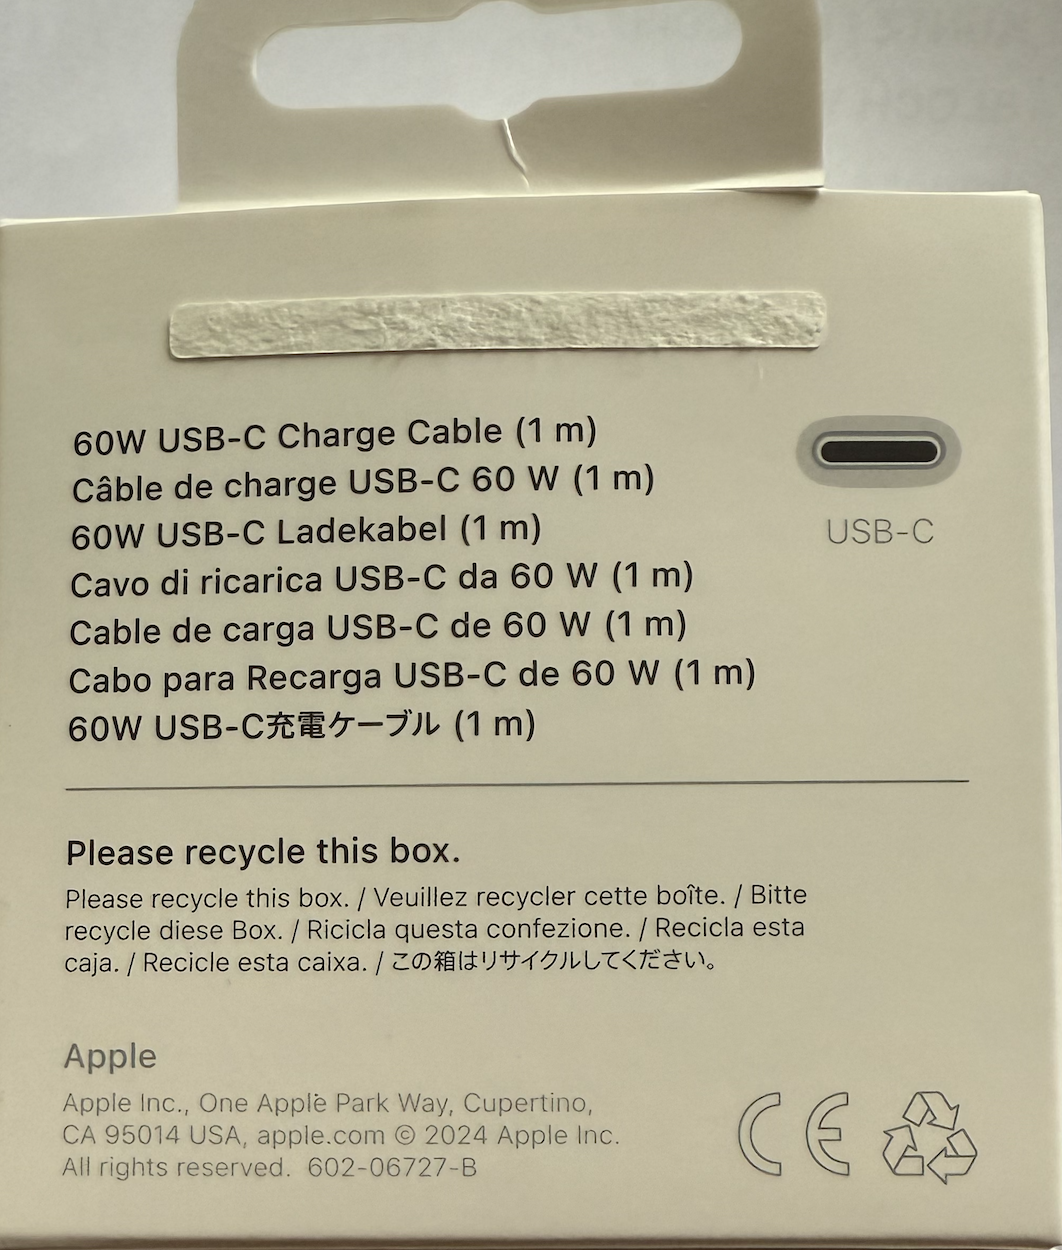 60W USB-C Charge Cable (1 m)
Câble de charge USB-C 60 W (1 m)
60W USB-C Ladekabel (1 m)
Cavo di ricarica USB-C da 60 W (1 m)
Cable de carga USB-C de 60 W (1 m)
Cabo para Recarga USB-C de 60 W (1 m)
60W USB-C充電ケーブル (1 m)
USB-C
Please recycle this box.
Please recycle this box. / Veuillez recycler cette boîte. / Bitte
recycle diese Box. / Ricicla questa confezione. / Recicla esta
caja. / Recicle esta caixa. / この箱はリサイクルしてください。
Apple
Apple Inc., One Apple Park Way, Cupertino,
CA 95014 USA, apple.com © 2024 Apple Inc.
All rights reserved. 602-06727-B
CE